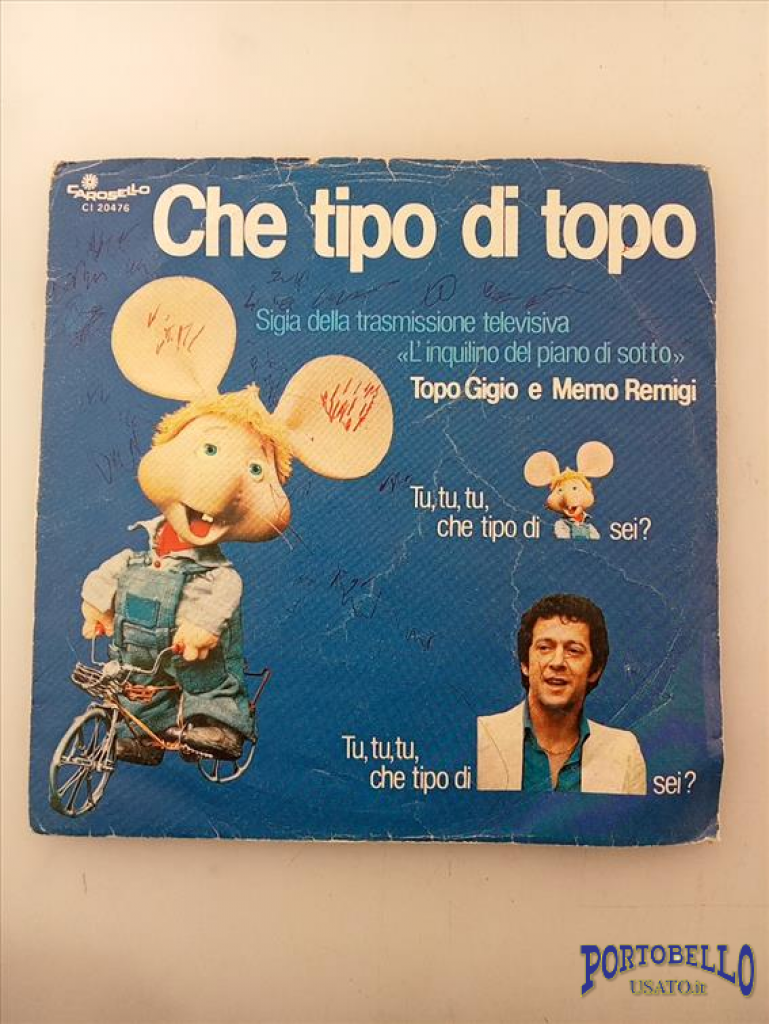 CAROSELLO
CI 20476
Che tipo di topo
Sigla della trasmissione televisiva
«L'inquilino del piano di sotto»
Topo Gigio e Memo Remigi
Tu, tu, tu,
che tipo di sei?
Tu, tu, tu,
che tipo di sei?
PORTOBELLO
USATO.it